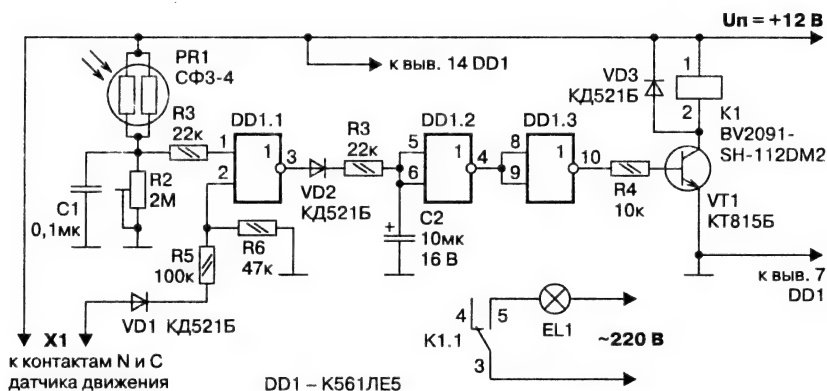 Uп = +12 В
PR1
СФ3-4
к выв. 14 DD1
VD3
КД521Б
1
2
K1
BV2091-
SH-112DM2
R3
22к
DD1.1
1
2
1
3
VD2
КД521Б
R3
22к
DD1.2
5
6
1
4
DD1.3
8
9
1
10
R4
10к
VT1
КТ815Б
C1
0,1мк
R2
2М
R5
100к
R6
47к
+
C2
10мк
16 В
к выв. 7
DD1
X1
VD1 КД521Б
к контактам N и C
датчика движения
DD1 – К561ЛЕ5
K1.1
4
5
3
EL1
~220 В